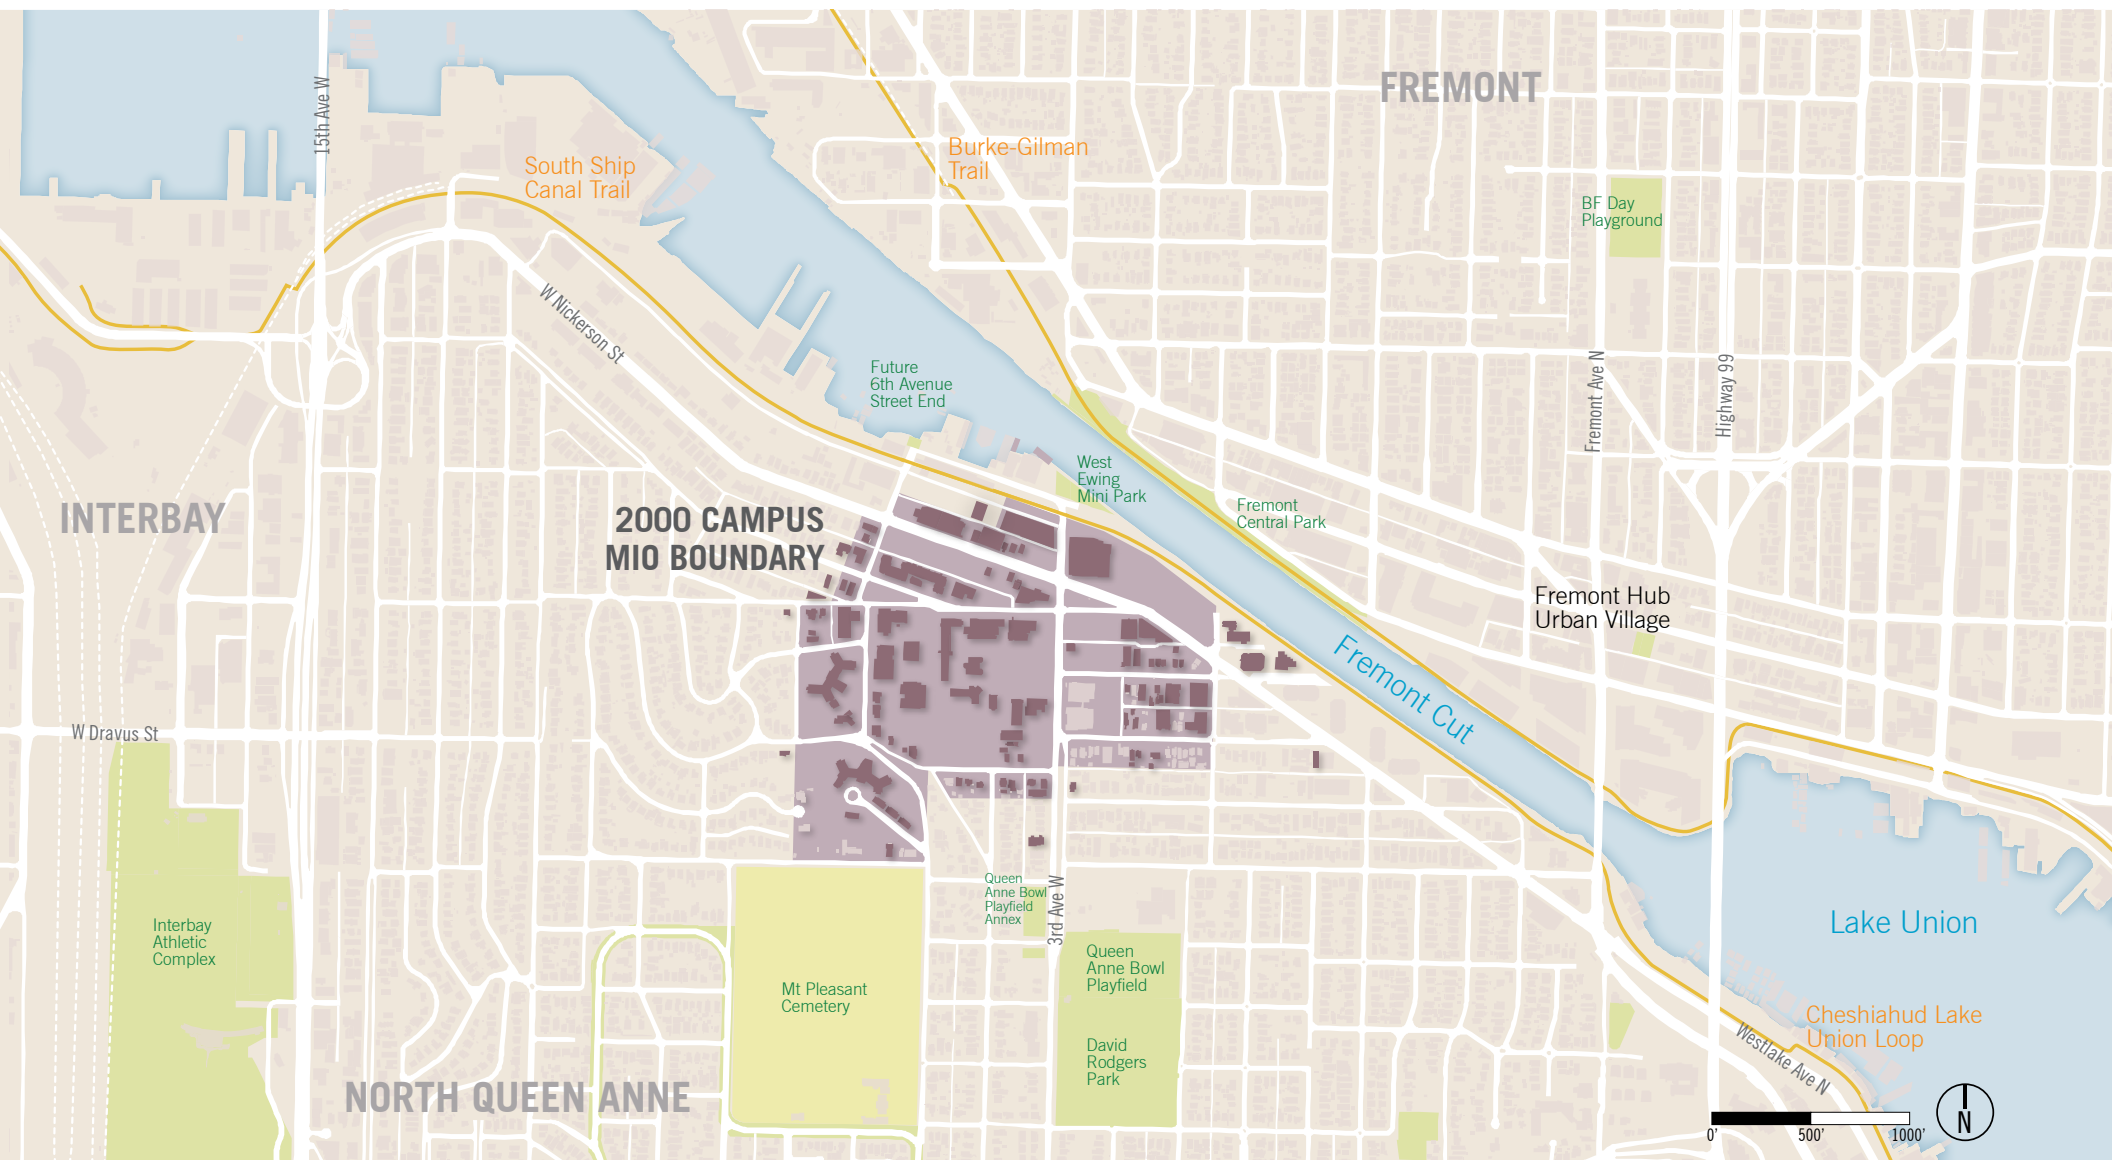 FREMONT
15th Ave W
Burke-Gilman
Trail
South Ship
Canal Trail
BF Day
Playground
W Nickerson St
Future
6th Avenue
Street End
Fremont Ave N
Highway 99
West
Ewing
Mini Park
Fremont
Central Park
INTERBAY
2000 CAMPUS
MIO BOUNDARY
Fremont Hub
Urban Village
Fremont Cut
W Dravus St
Queen
Anne Bowl
Playfield
Annex
3rd Ave W
Interbay
Athletic
Complex
Lake Union
Queen
Anne Bowl
Playfield
Mt Pleasant
Cemetery
Cheshiahud Lake
Union Loop
David
Rodgers
Park
Westlake Ave N
NORTH QUEEN ANNE
N
0' 500' 1000'